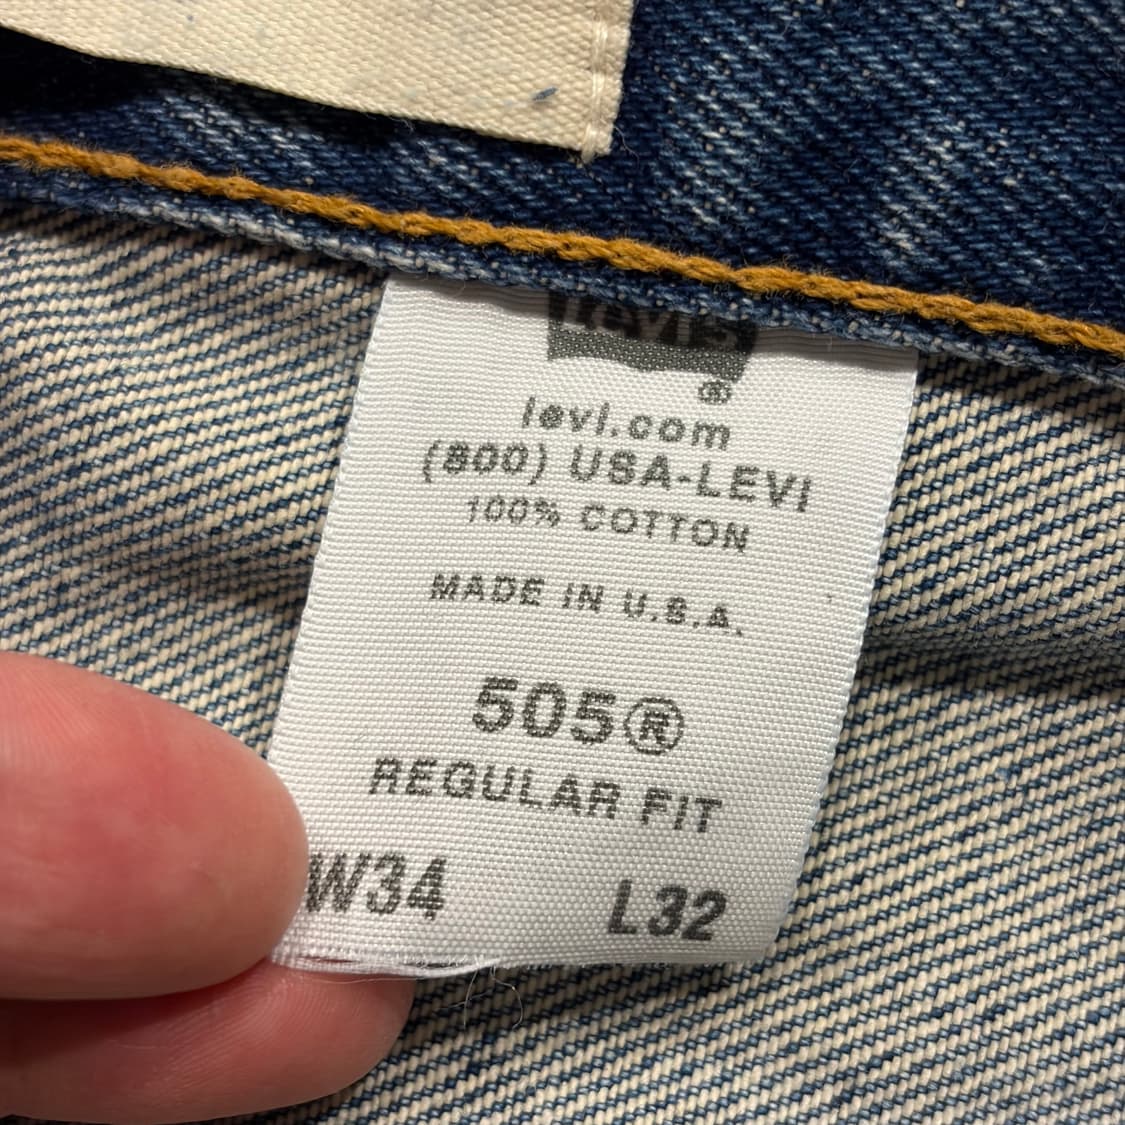 Levi's
®
levi.com
(800) USA-LEVI
100% COTTON
MADE IN U.S.A.
505®
REGULAR FIT
W34 L32